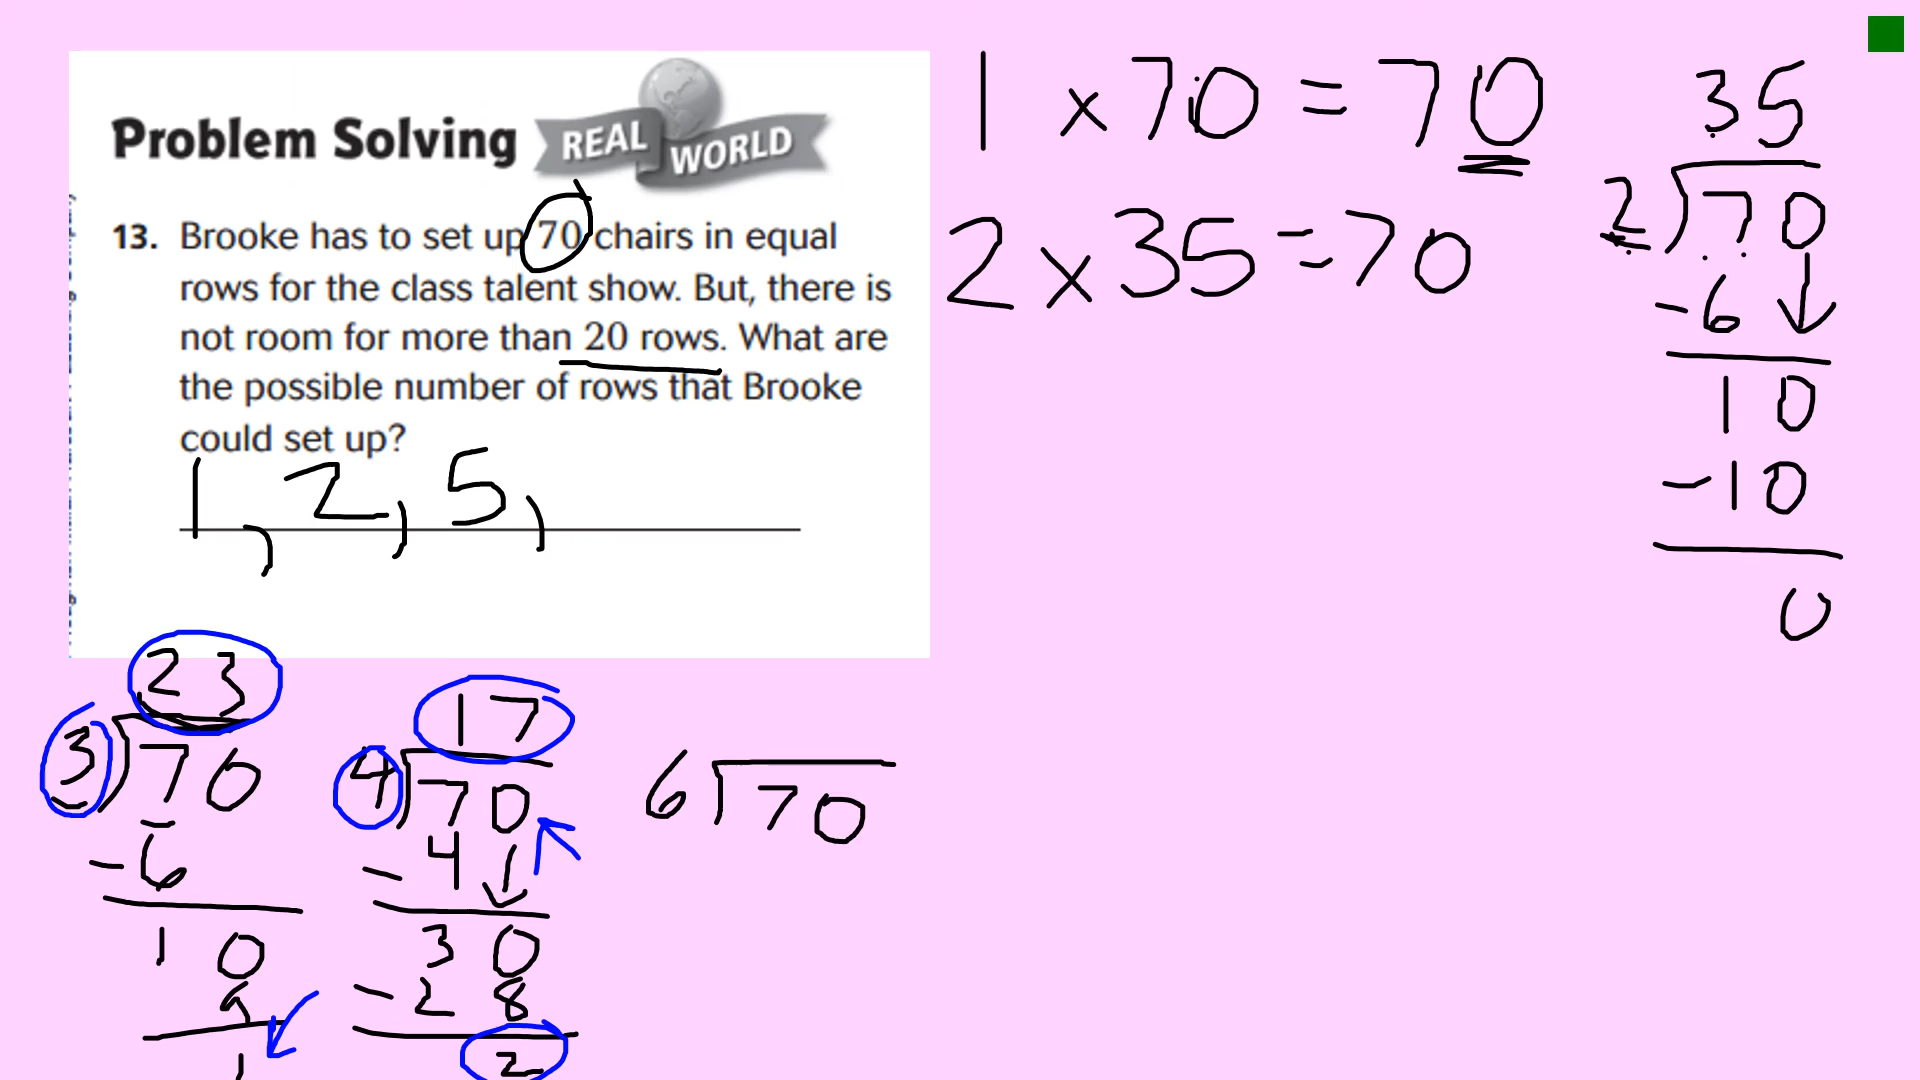 Problem Solving REAL WORLD
13. Brooke has to set up 70 chairs in equal
rows for the class talent show. But, there is
not room for more than 20 rows. What are
the possible number of rows that Brooke
could set up?
1, 2, 5,
1 × 70 = 70
2 × 35 = 70
35
2 70
- 6
10
- 10
0
23
3 70
- 6
10
9
1
17
4 70
- 4
30
- 28
2
6 70